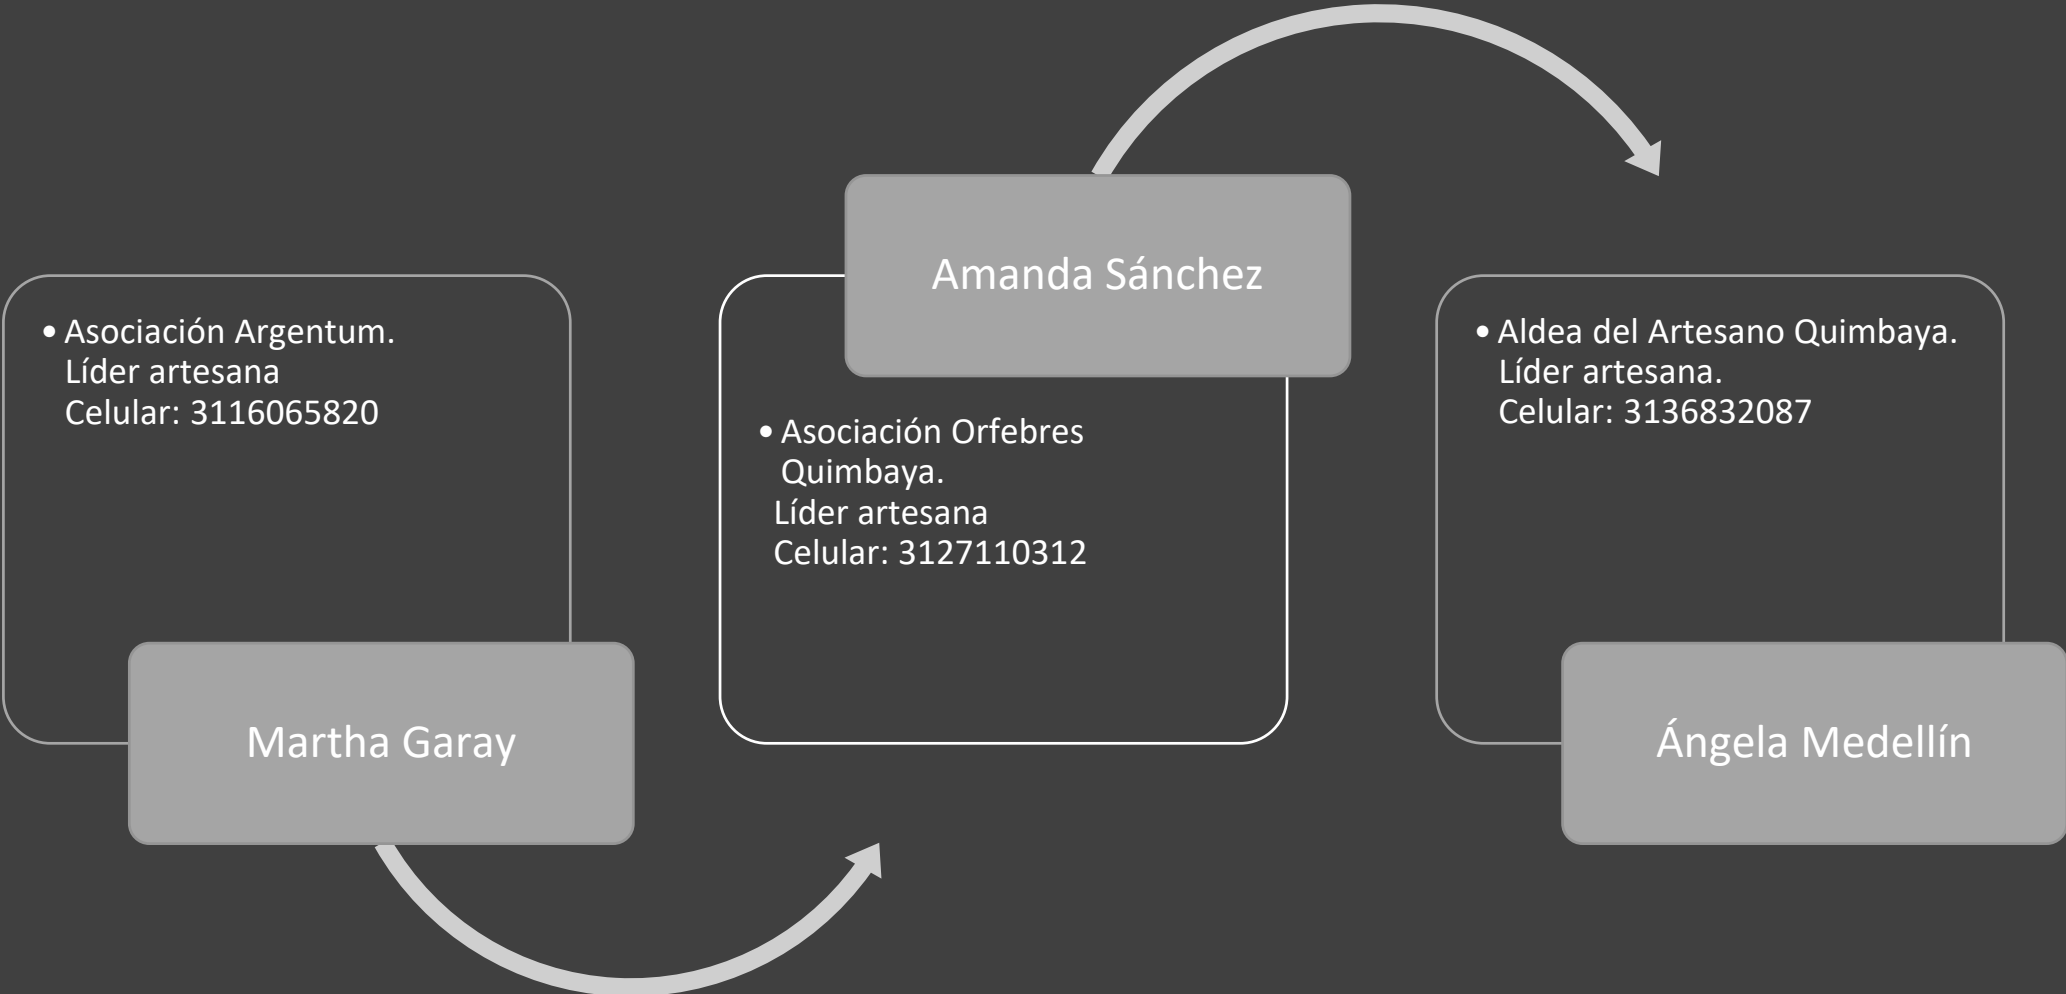 • Asociación Argentum.
Líder artesana
Celular: 3116065820
Martha Garay
Amanda Sánchez
• Asociación Orfebres
Quimbaya.
Líder artesana
Celular: 3127110312
• Aldea del Artesano Quimbaya.
Líder artesana.
Celular: 3136832087
Ángela Medellín